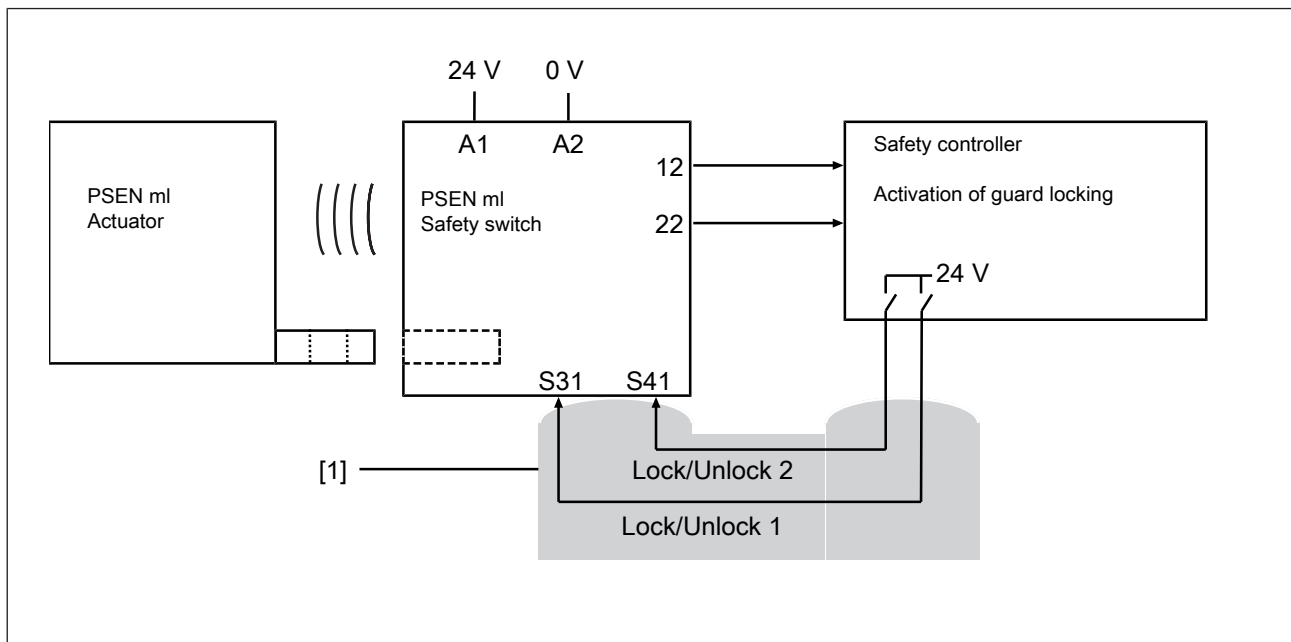 24 V
0 V
A1
A2
PSEN ml
Actuator
PSEN ml
Safety switch
12
22
Safety controller
Activation of guard locking
24 V
S31
S41
[1]
Lock/Unlock 2
Lock/Unlock 1